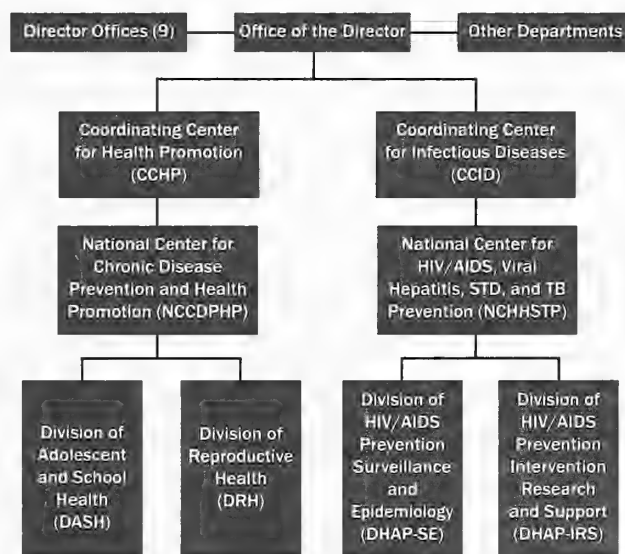 Director Offices (9)
Office of the Director
Other Departments
Coordinating Center
for Health Promotion
(CCHP)
Coordinating Center
for Infectious Diseases
(CCID)
National Center for
Chronic Disease
Prevention and Health
Promotion (NCCDPHP)
National Center for
HIV/AIDS, Viral
Hepatitis, STD, and TB
Prevention (NCHHSTP)
Division of
Adolescent
and School
Health
(DASH)
Division of
Reproductive
Health
(DRH)
Division of
HIV/AIDS
Prevention
Surveillance
and
Epidemiology
(DHAP-SE)
Division of
HIV/AIDS
Prevention
Intervention
Research
and Support
(DHAP-IRS)